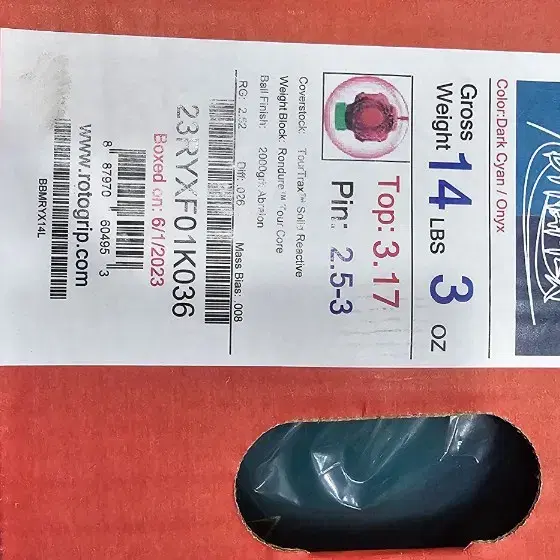 Color:Dark Cyan / Onyx
Gross Weight 14 LBS 3 OZ
Top: 3.17
Pin: 2.5-3
Coverstock: TourTrax™ Solid Reactive
Weight Block: Rondure™ Tour Core
Ball Finish: 2000grit Abralon
RG: 2.52 Diff: .026 Mass Bias: .008
23RYXF01K036
Boxed on: 6/1/2023
8 87970 60495 3
www.rotogrip.com
BBMRYX14L